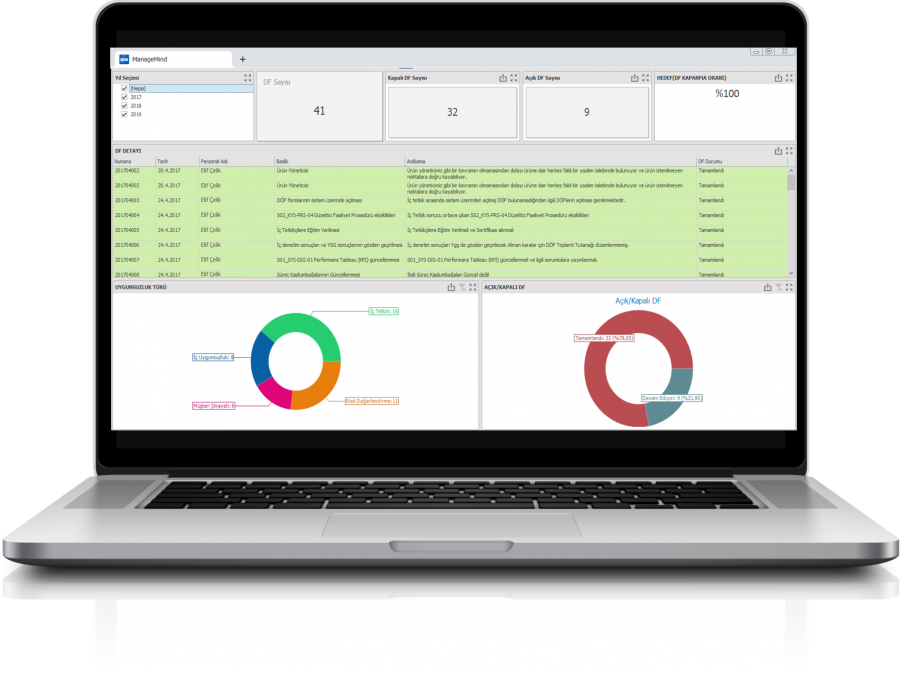 ManageMind
+
Yıl Seçimi
(Hepsi)
2017
2018
2019
DF Sayısı
41
Kapalı DF Sayısı
32
Açık DF Sayısı
9
HEDEF(DF KAPANMA ORANI)
%100
DF DETAYI
Numara Tarih Personel Adı Baslik Aciklama DF Durumu
201704002 20.4.2017 Elif Çelik Ürün Yöneticisi Ürün yöneticimiz gibi bir kavramın olmamasından dolayı ürüne dair herkes faklı bir yazılım talebinde bulunuyor ve ürün istenilmeyen Tamamlandı
noktalara doğru kayabiliyor.
201704002 20.4.2017 Elif Çelik Ürün Yöneticisi Ürün yöneticimiz gibi bir kavramın olmamasından dolayı ürüne dair herkes faklı bir yazılım talebinde bulunuyor ve ürün istenilmeyen Tamamlandı
noktalara doğru kayabiliyor.
201704003 24.4.2017 Elif Çelik DÖF formlarının sistem üzerinde açılması İç tetkik sırasında sistem üzerinden açılmış DÖF bulunamadığından ilgili DÖFlerin açılması gerekmektedir. Tamamlandı
201704004 24.4.2017 Elif Çelik S02_KYS-PRS-04 Düzeltici Faaliyet Prosedürü eksiklikleri İç Tetkik sonucu ortaya çıkan S02_KYS-PRS-04 Düzeltici Faaliyet Prosedürü eksiklikleri Tamamlandı
201704005 24.4.2017 Elif Çelik İç Tetkikçilere Eğitim Verilmesi İç Tetkikçilere Eğitim Verilmeli ve Sertifikası alınmalı Tamamlandı
201704006 24.4.2017 Elif Çelik İç denetim sonuçları ve YGG sonuçlarının gözden geçirilmesi İç denetim sonuçları Ygg de gözden geçirilecek. Alınan kararlar için DÖF Toplantı Tutanağı düzenlenmemiş. Tamamlandı
201704007 24.4.2017 Elif Çelik S01_SYS-DIG-01 Performans Tablosu (KPI) güncellenmesi S01_SYS-DIG-01 Performans Tablosu (KPI) güncellenmeli ve ilgili sorumlulara yayınlanmalı. Tamamlandı
201704008 24.4.2017 Elif Çelik Süreç Kaplumbağalarının Güncellenmesi İlgili Süreç Kaplumbağaları Güncel değil Tamamlandı
UYGUNSUZLUK TÜRÜ
İç Tetkik: 16
İç Uygunsuzluk: 8
Müşteri Şikayeti: 6
Risk Değerlendirme: 11
AÇIK/KAPALI DF
Açık/Kapalı DF
Tamamlandı: 32 (%78,05)
Devam Ediyor: 9 (%21,95)